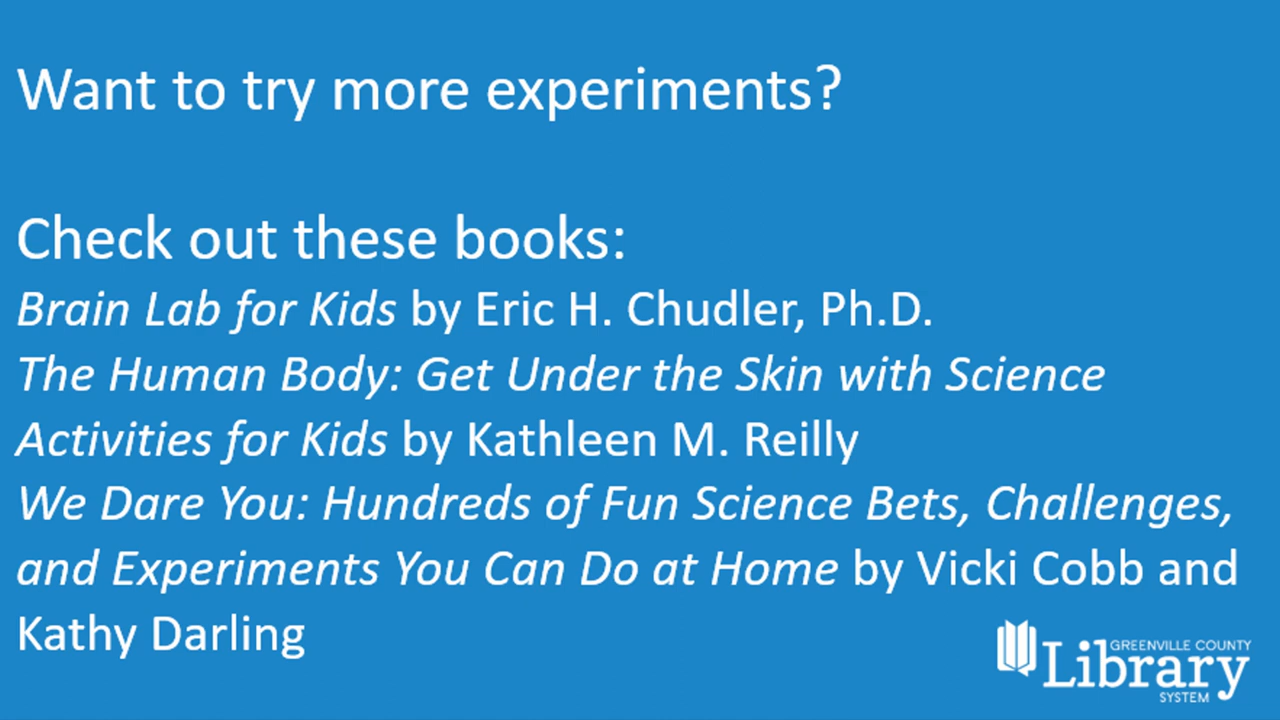 Want to try more experiments?
Check out these books:
Brain Lab for Kids by Eric H. Chudler, Ph.D.
The Human Body: Get Under the Skin with Science
Activities for Kids by Kathleen M. Reilly
We Dare You: Hundreds of Fun Science Bets, Challenges,
and Experiments You Can Do at Home by Vicki Cobb and
Kathy Darling
GREENVILLE COUNTY
Library
SYSTEM